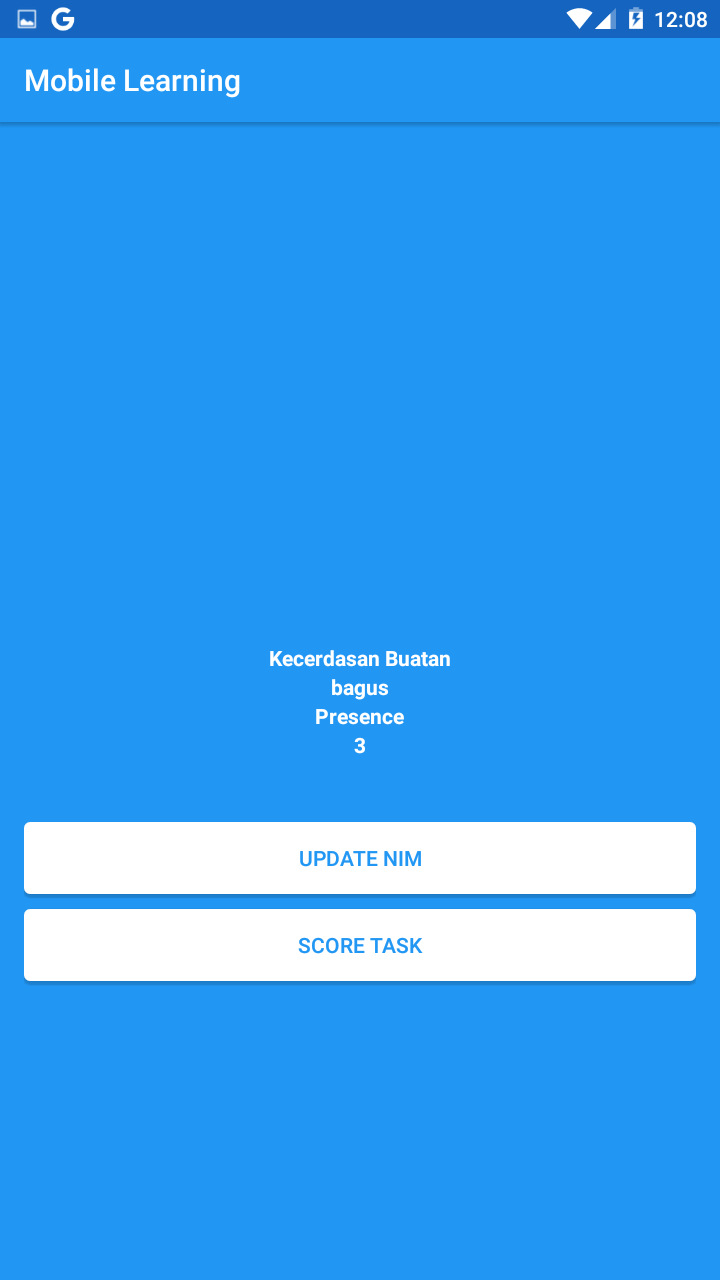 12:08
Mobile Learning
Kecerdasan Buatan
bagus
Presence
3
UPDATE NIM
SCORE TASK